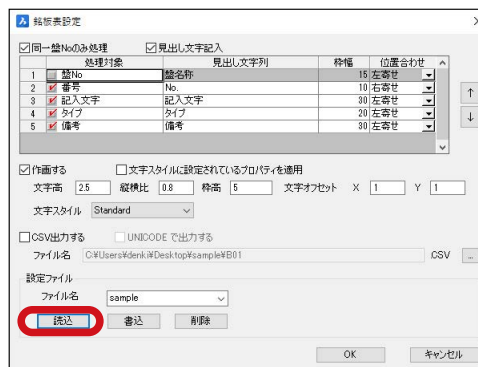 銘板表設定
同一盤Noのみ処理 見出し文字記入
処理対象 見出し文字列 枠幅 位置合わせ
1 盤No 盤名称 15 左寄せ
2 番号 No. 10 右寄せ
3 記入文字 記入文字 30 左寄せ
4 タイプ タイプ 20 左寄せ
5 備考 備考 30 左寄せ
作画する 文字スタイルに設定されているプロパティを適用
文字高 2.5 縦横比 0.8 枠高 5 文字オフセット X 1 Y 1
文字スタイル Standard
CSV出力する UNICODE で出力する
ファイル名 C:¥Users¥denki¥Desktop¥sample¥B01 .CSV ...
設定ファイル
ファイル名 sample
読込 書込 削除
OK キャンセル